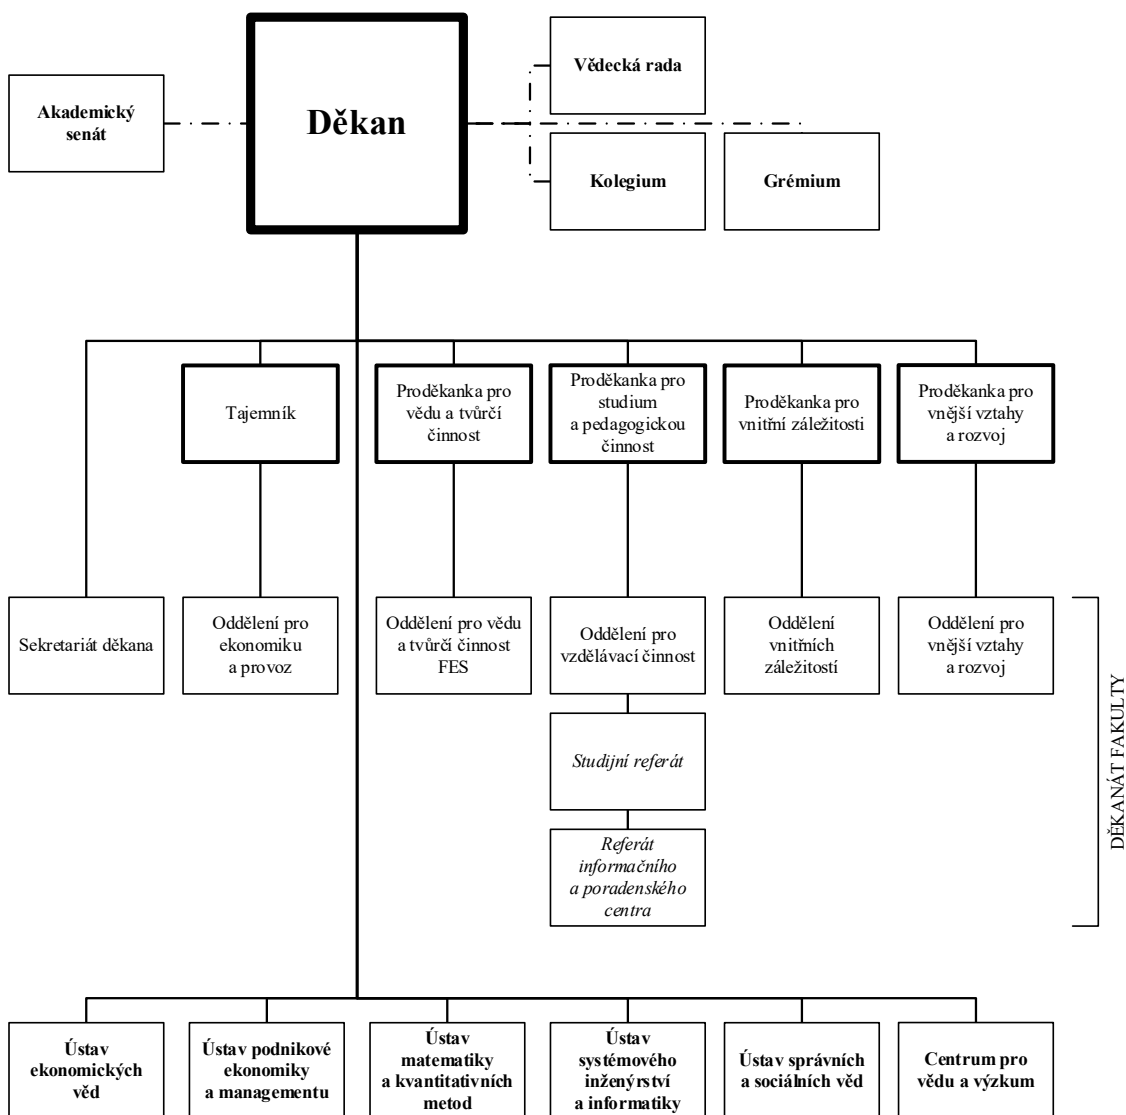 Akademický
senát
Děkan
Vědecká rada
Kolegium
Grémium
Tajemník
Proděkanka pro
vědu a tvůrčí
činnost
Proděkanka pro
studium
a pedagogickou
činnost
Proděkanka pro
vnitřní záležitosti
Proděkanka pro
vnější vztahy
a rozvoj
Sekretariát děkana
Oddělení pro
ekonomiku
a provoz
Oddělení pro vědu
a tvůrčí činnost
FES
Oddělení pro
vzdělávací činnost
Oddělení
vnitřních
záležitostí
Oddělení pro
vnější vztahy
a rozvoj
Studijní referát
Referát
informačního
a poradenského
centra
DĚKANÁT FAKULTY
Ústav
ekonomických
věd
Ústav podnikové
ekonomiky
a managementu
Ústav
matematiky
a kvantitativních
metod
Ústav
systémového
inženýrství
a informatiky
Ústav správních
a sociálních věd
Centrum pro
vědu a výzkum